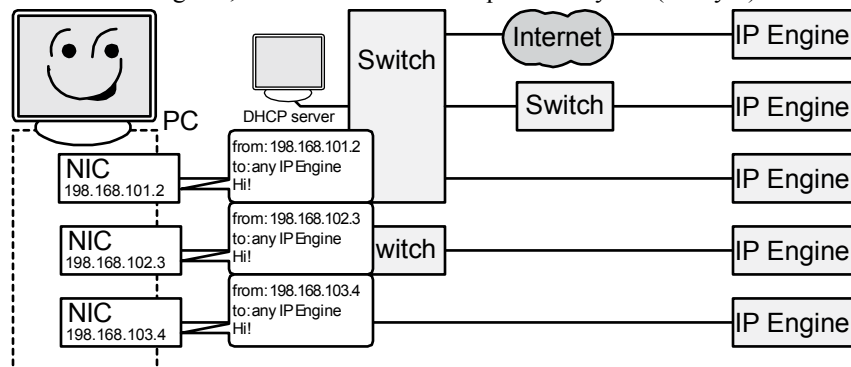 Internet
IP Engine
Switch
DHCP server
Switch
IP Engine
PC
NIC
198.168.101.2
from: 198.168.101.2
to:any IP Engine
Hi!
IP Engine
NIC
198.168.102.3
from: 198.168.102.3
to:any IP Engine
Hi!
witch
IP Engine
NIC
198.168.103.4
from: 198.168.103.4
to:any IP Engine
Hi!
IP Engine